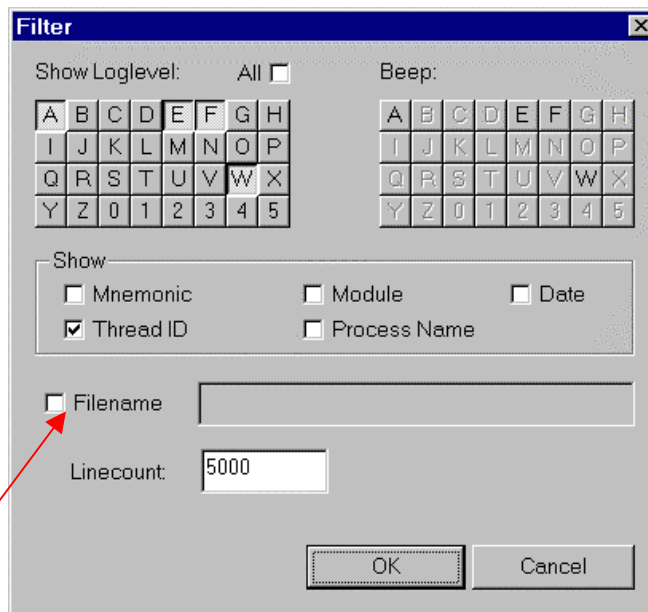 Filter
Show Loglevel: All Beep:
A B C D E F G H A B C D E F G H
I J K L M N O P I J K L M N O P
Q R S T U V W X Q R S T U V W X
Y Z 0 1 2 3 4 5 Y Z 0 1 2 3 4 5
Show
Mnemonic Module Date
Thread ID Process Name
Filename
Linecount: 5000
OK Cancel